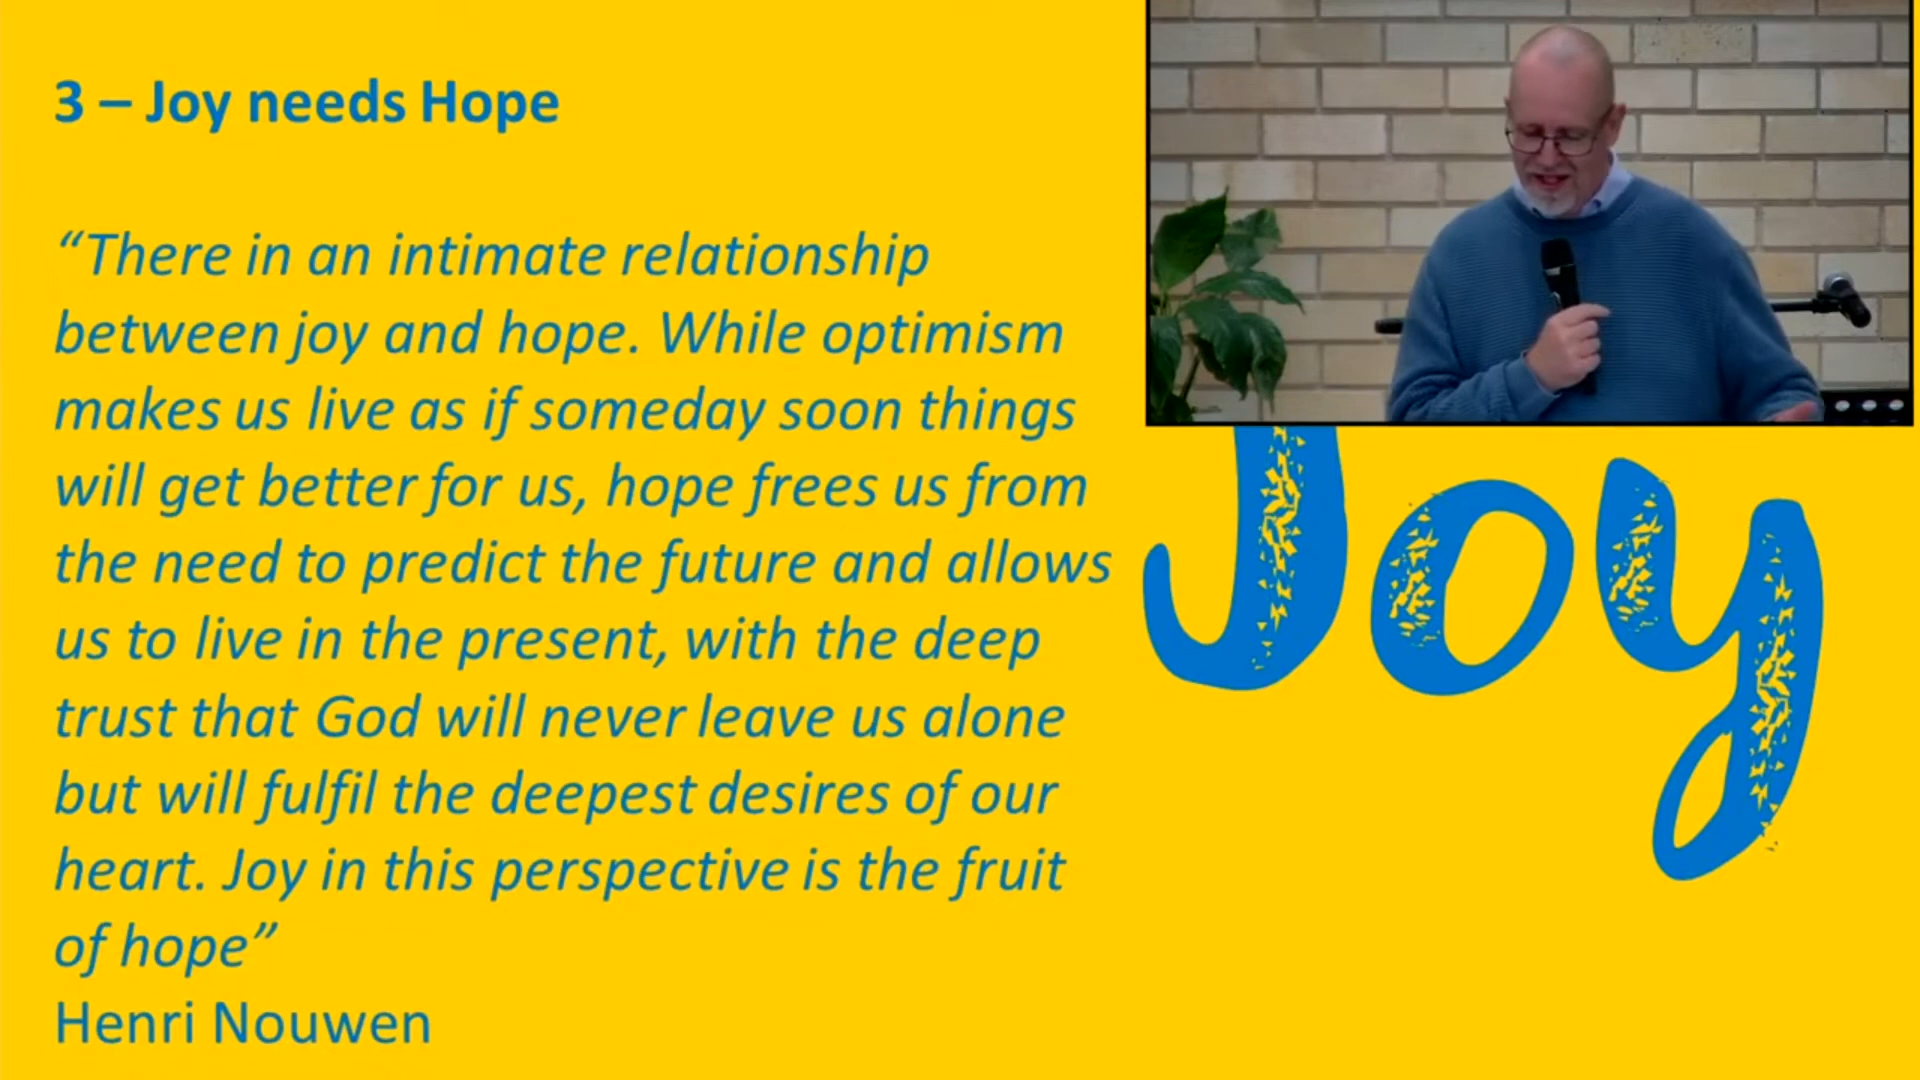 3 – Joy needs Hope
“There in an intimate relationship
between joy and hope. While optimism
makes us live as if someday soon things
will get better for us, hope frees us from
the need to predict the future and allows
us to live in the present, with the deep
trust that God will never leave us alone
but will fulfil the deepest desires of our
heart. Joy in this perspective is the fruit
of hope”
Henri Nouwen
Joy